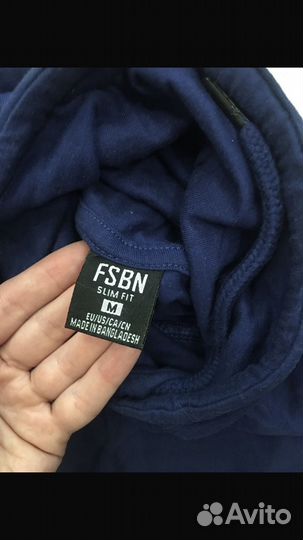 FSBN
SLIM FIT
M
EU/US/CA/CN
MADE IN BANGLADESH
Avito